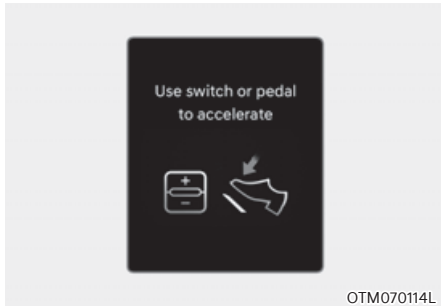 Use switch or pedal
to accelerate
+
−
OTM070114L